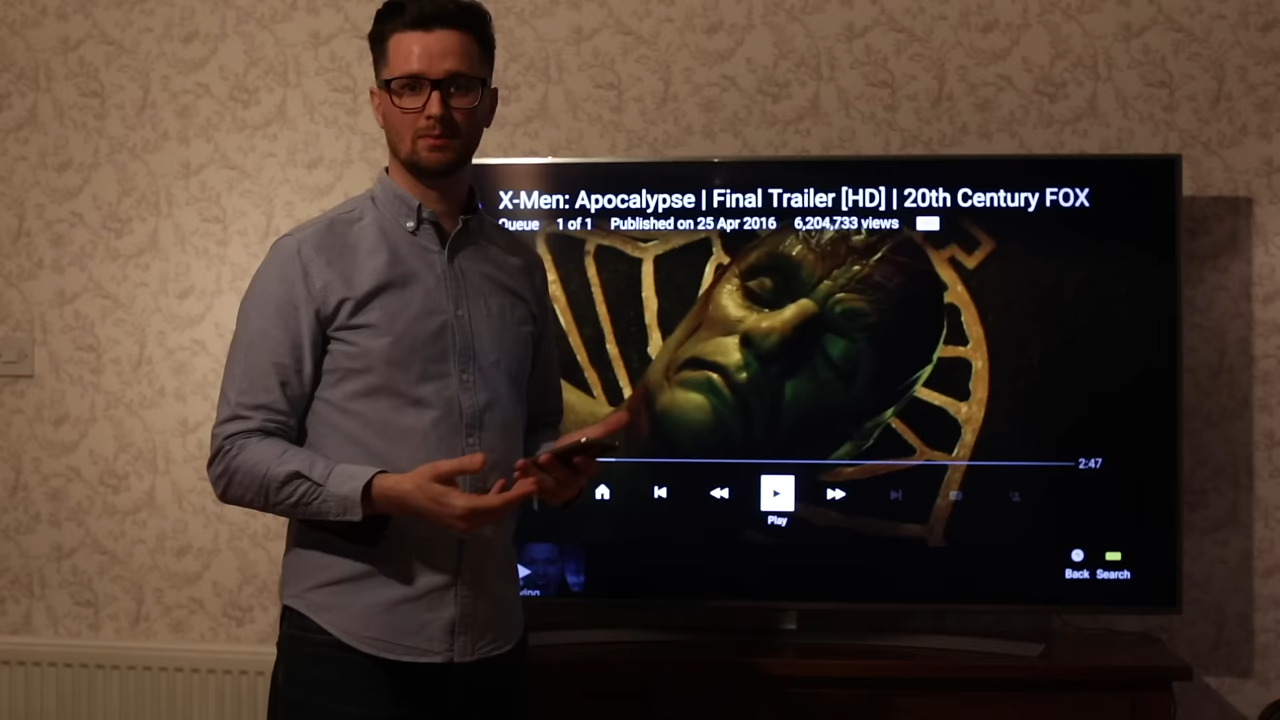 X-Men: Apocalypse | Final Trailer [HD] | 20th Century FOX
Queue 1 of 1 Published on 25 Apr 2016 6,204,733 views
2:47
Play
Back Search